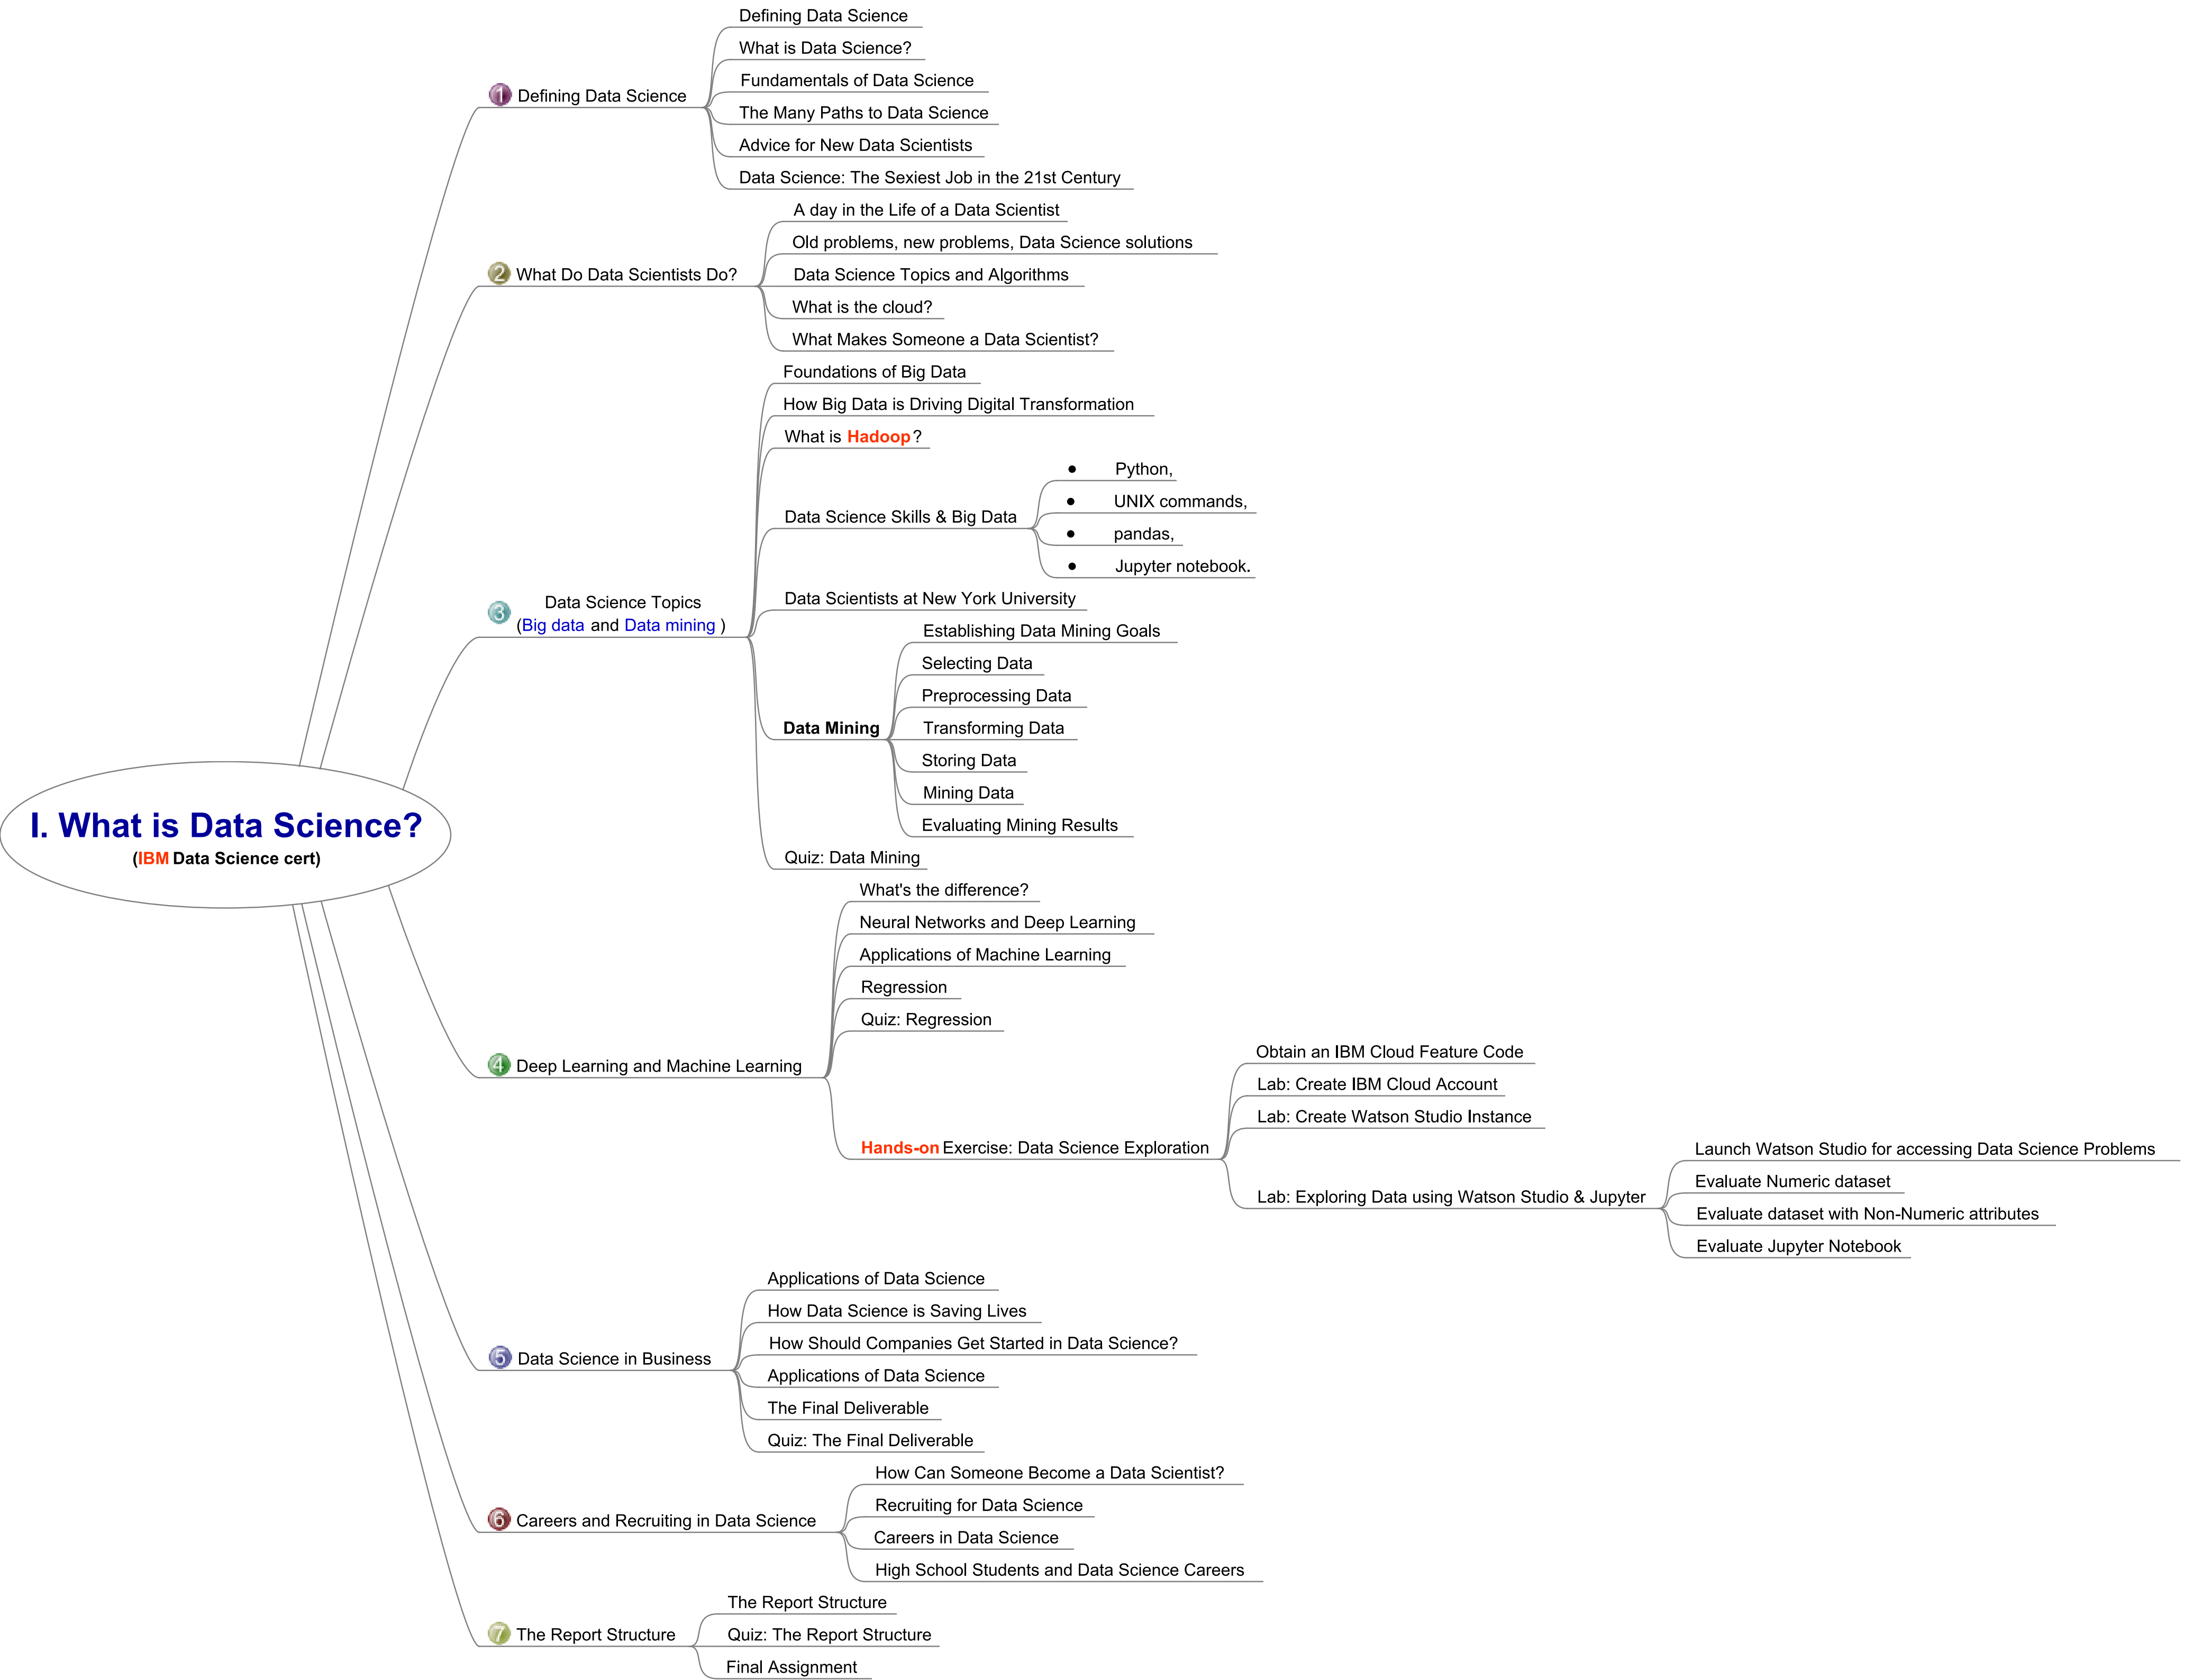 Defining Data Science
What is Data Science?
Fundamentals of Data Science
1 Defining Data Science
The Many Paths to Data Science
Advice for New Data Scientists
Data Science: The Sexiest Job in the 21st Century
A day in the Life of a Data Scientist
Old problems, new problems, Data Science solutions
2 What Do Data Scientists Do?
Data Science Topics and Algorithms
What is the cloud?
What Makes Someone a Data Scientist?
Foundations of Big Data
How Big Data is Driving Digital Transformation
What is Hadoop?
Data Science Skills & Big Data
● Python,
● UNIX commands,
● pandas,
● Jupyter notebook.
3 Data Science Topics
(Big data and Data mining )
Data Scientists at New York University
Data Mining
Establishing Data Mining Goals
Selecting Data
Preprocessing Data
Transforming Data
Storing Data
Mining Data
Evaluating Mining Results
Quiz: Data Mining
I. What is Data Science?
(IBM Data Science cert)
What's the difference?
Neural Networks and Deep Learning
Applications of Machine Learning
Regression
Quiz: Regression
4 Deep Learning and Machine Learning
Hands-on Exercise: Data Science Exploration
Obtain an IBM Cloud Feature Code
Lab: Create IBM Cloud Account
Lab: Create Watson Studio Instance
Lab: Exploring Data using Watson Studio & Jupyter
Launch Watson Studio for accessing Data Science Problems
Evaluate Numeric dataset
Evaluate dataset with Non-Numeric attributes
Evaluate Jupyter Notebook
Applications of Data Science
How Data Science is Saving Lives
How Should Companies Get Started in Data Science?
5 Data Science in Business
Applications of Data Science
The Final Deliverable
Quiz: The Final Deliverable
How Can Someone Become a Data Scientist?
Recruiting for Data Science
6 Careers and Recruiting in Data Science
Careers in Data Science
High School Students and Data Science Careers
The Report Structure
7 The Report Structure
Quiz: The Report Structure
Final Assignment